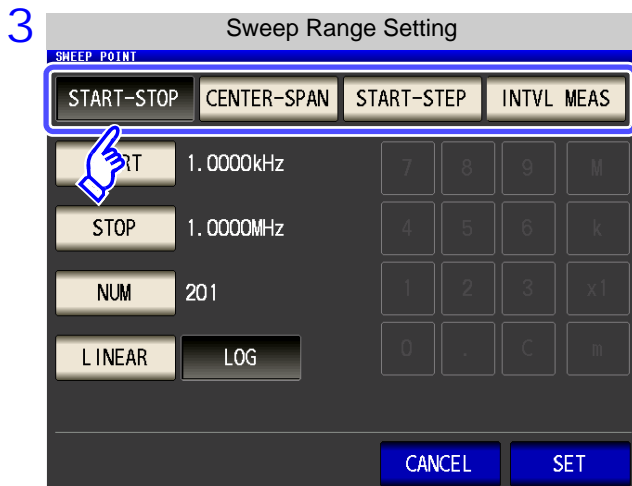 3
Sweep Range Setting
SWEEP POINT
START-STOP CENTER-SPAN START-STEP INTVL MEAS
1.0000kHz 7 8 9 M
STOP 1.0000MHz 4 5 6 k
NUM 201 1 2 3 x1
LINEAR LOG 0 . C m
CANCEL SET